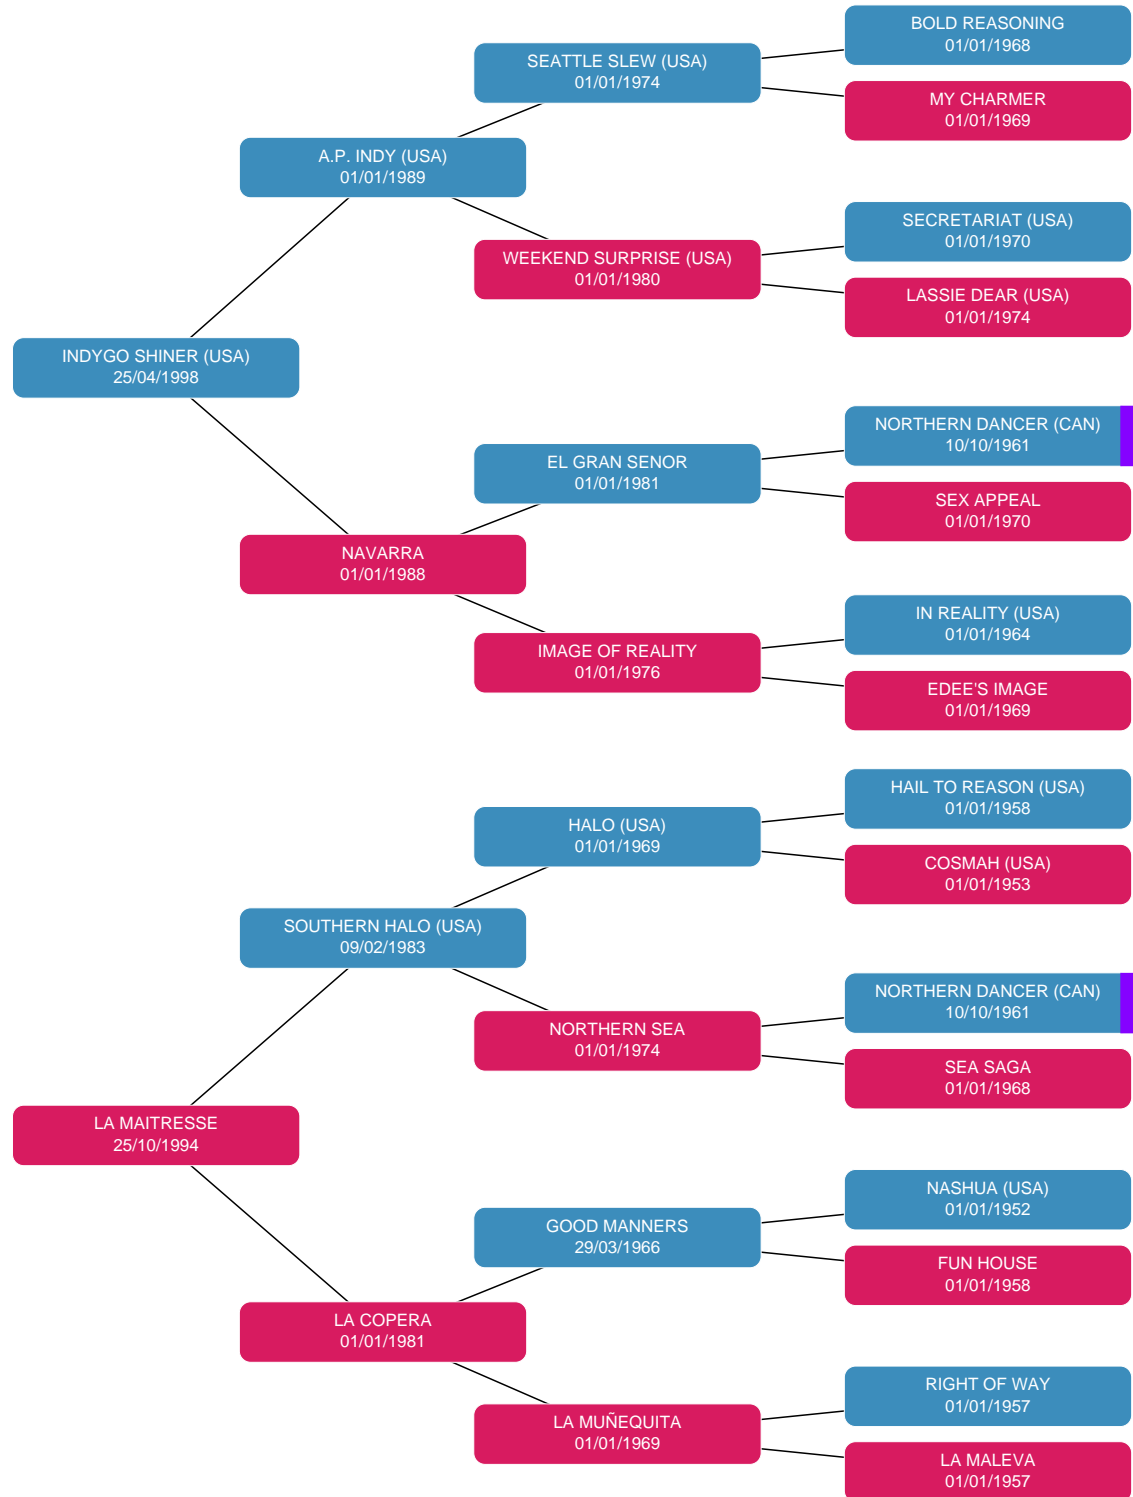 BOLD REASONING
01/01/1968
SEATTLE SLEW (USA)
01/01/1974
MY CHARMER
01/01/1969
A.P. INDY (USA)
01/01/1989
SECRETARIAT (USA)
01/01/1970
WEEKEND SURPRISE (USA)
01/01/1980
LASSIE DEAR (USA)
01/01/1974
INDYGO SHINER (USA)
25/04/1998
NORTHERN DANCER (CAN)
10/10/1961
EL GRAN SENOR
01/01/1981
SEX APPEAL
01/01/1970
NAVARRA
01/01/1988
IN REALITY (USA)
01/01/1964
IMAGE OF REALITY
01/01/1976
EDEE'S IMAGE
01/01/1969
HAIL TO REASON (USA)
01/01/1958
HALO (USA)
01/01/1969
COSMAH (USA)
01/01/1953
SOUTHERN HALO (USA)
09/02/1983
NORTHERN DANCER (CAN)
10/10/1961
NORTHERN SEA
01/01/1974
SEA SAGA
01/01/1968
LA MAITRESSE
25/10/1994
NASHUA (USA)
01/01/1952
GOOD MANNERS
29/03/1966
FUN HOUSE
01/01/1958
LA COPERA
01/01/1981
RIGHT OF WAY
01/01/1957
LA MUÑEQUITA
01/01/1969
LA MALEVA
01/01/1957